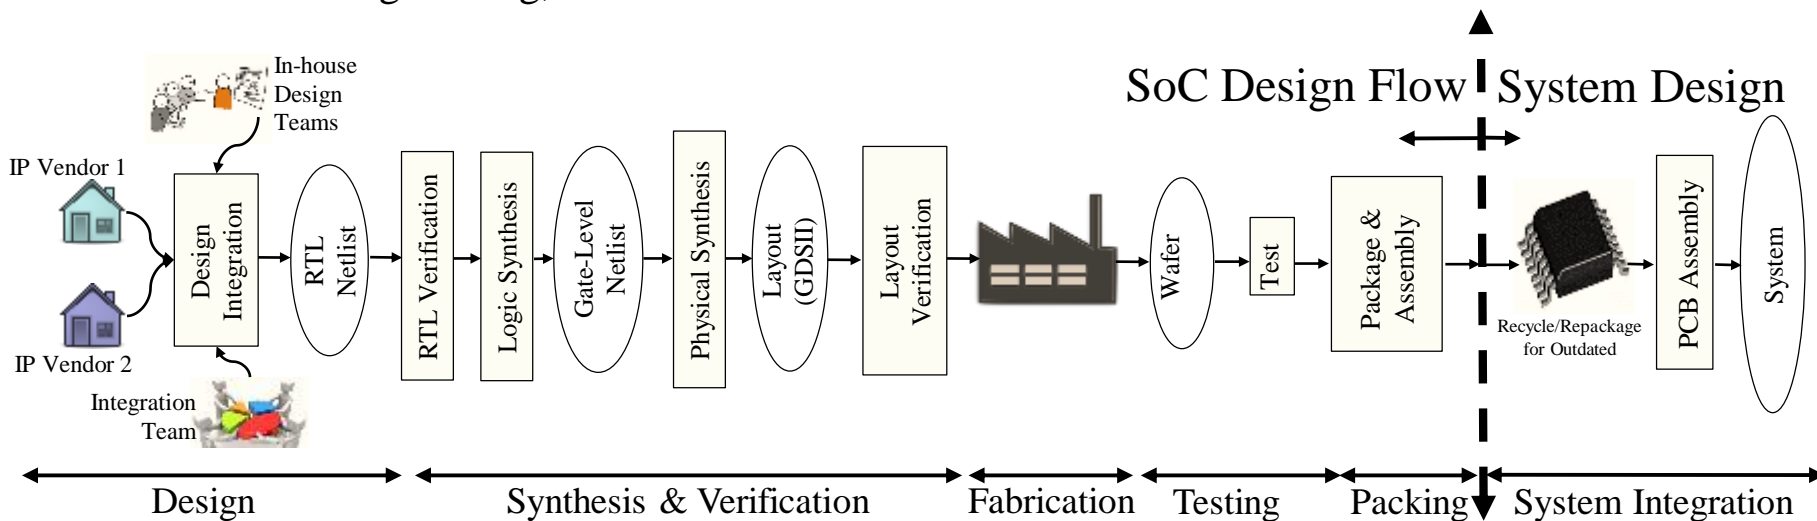 SoC Design Flow
System Design
In-house
Design
Teams
IP Vendor 1
IP Vendor 2
Integration
Team
Design
Integration
RTL
Netlist
RTL Verification
Logic Synthesis
Gate-Level
Netlist
Physical Synthesis
Layout
(GDSII)
Layout
Verification
Wafer
Test
Package &
Assembly
Recycle/Repackage
for Outdated
PCB Assembly
System
Design
Synthesis & Verification
Fabrication
Testing
Packing
System Integration